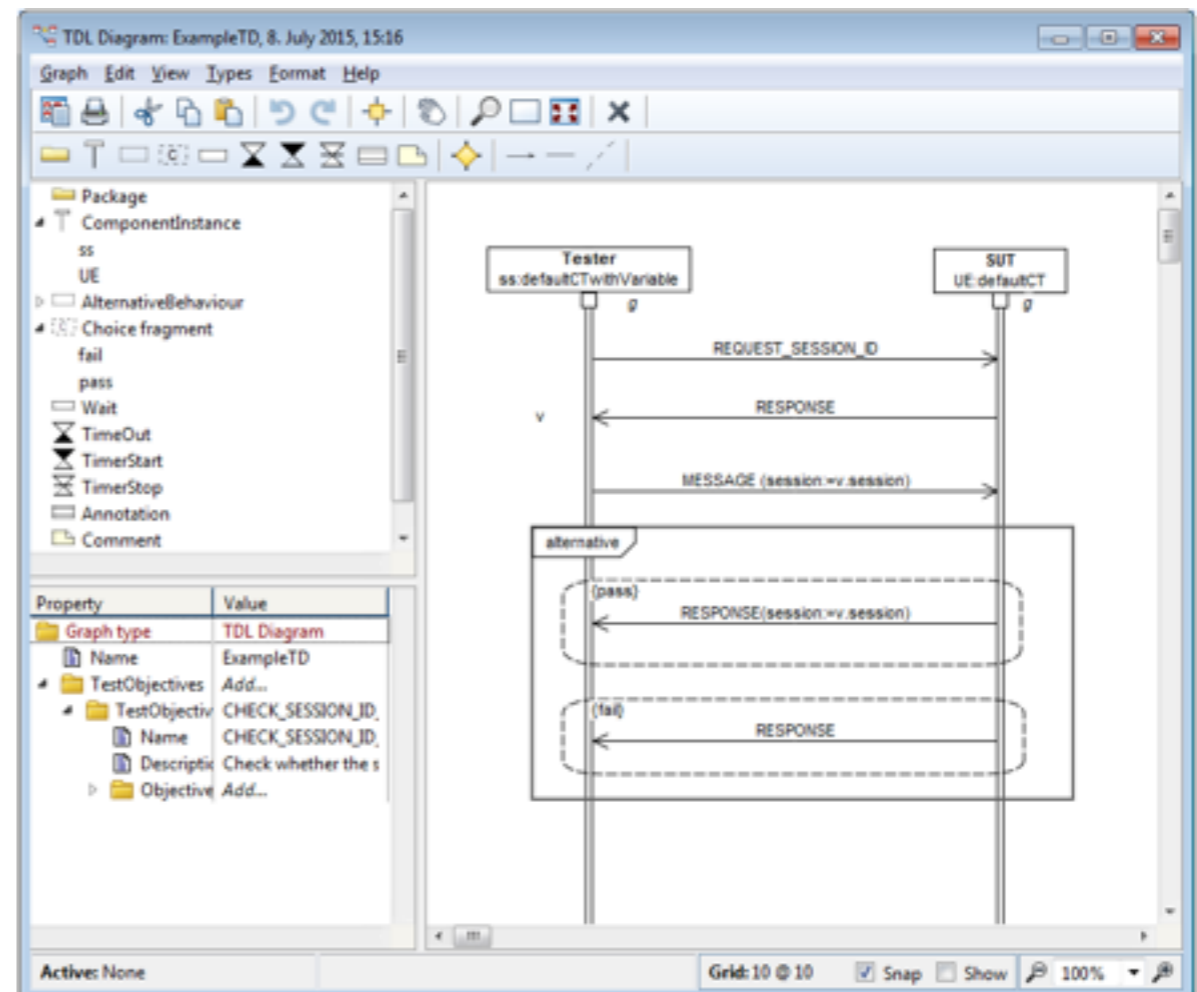 TDL Diagram: ExampleTD, 8. July 2015, 15:16
Graph Edit View Types Format Help
Package
ComponentInstance
ss
UE
AlternativeBehaviour
Choice fragment
fail
pass
Wait
TimeOut
TimerStart
TimerStop
Annotation
Comment
Property Value
Graph type TDL Diagram
Name ExampleTD
TestObjectives Add...
TestObjectiv CHECK_SESSION_ID_
Name CHECK_SESSION_ID_
Descriptic Check whether the s
Objective Add...
Tester
ss:defaultCTwithVariable
g
SUT
UE:defaultCT
g
REQUEST_SESSION_ID
v
RESPONSE
MESSAGE (session:=v.session)
alternative
{pass}
RESPONSE(session:=v.session)
{fail}
RESPONSE
Active: None
Grid: 10 @ 10 Snap Show 100%